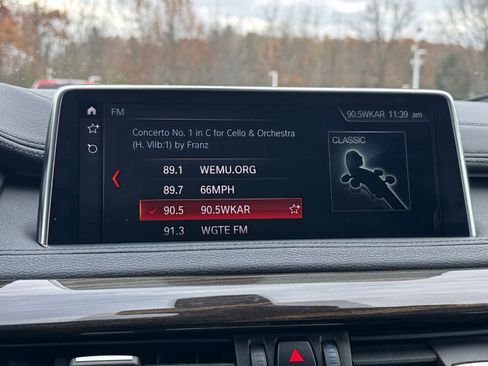 FM
90.5WKAR 11:39 am
Concerto No. 1 in C for Cello & Orchestra
(H. VIIb:1) by Franz
CLASSIC
89.1 WEMU.ORG
89.7 66MPH
90.5 90.5WKAR
91.3 WGTE FM